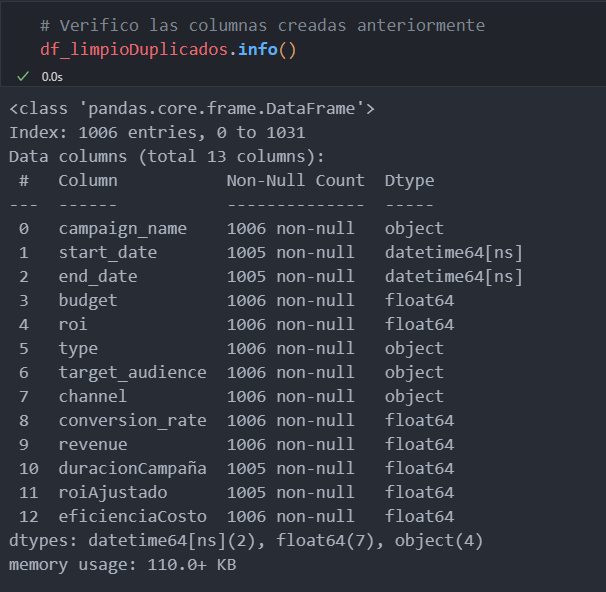 # Verifico las columnas creadas anteriormente
df_limpioDuplicados.info()
0.0s
<class 'pandas.core.frame.DataFrame'>
Index: 1006 entries, 0 to 1031
Data columns (total 13 columns):
 #   Column           Non-Null Count  Dtype
---  ------           --------------  -----
 0   campaign_name    1006 non-null   object
 1   start_date       1005 non-null   datetime64[ns]
 2   end_date         1005 non-null   datetime64[ns]
 3   budget           1006 non-null   float64
 4   roi              1006 non-null   float64
 5   type             1006 non-null   object
 6   target_audience  1006 non-null   object
 7   channel          1006 non-null   object
 8   conversion_rate  1006 non-null   float64
 9   revenue          1006 non-null   float64
 10  duracionCampaña  1005 non-null   float64
 11  roiAjustado      1005 non-null   float64
 12  eficienciaCosto  1006 non-null   float64
dtypes: datetime64[ns](2), float64(7), object(4)
memory usage: 110.0+ KB